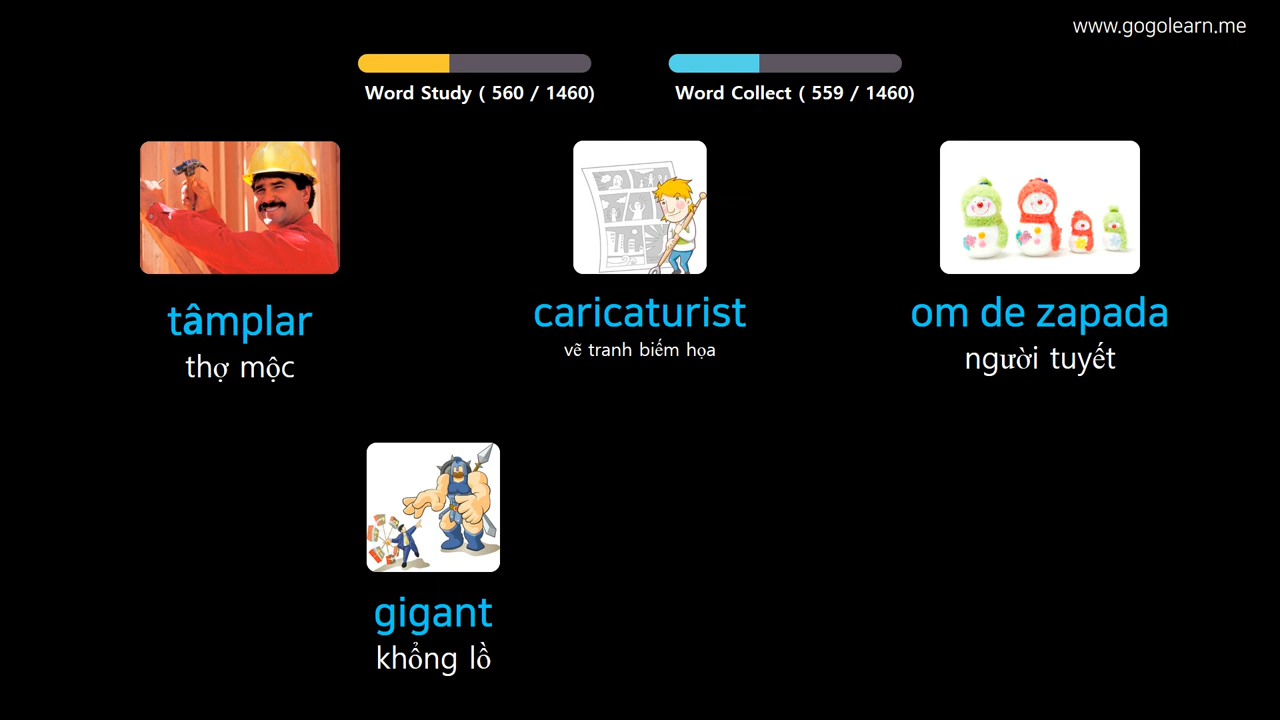 www.gogolearn.me
Word Study ( 560 / 1460)
Word Collect ( 559 / 1460)
tâmplar
thợ mộc
caricaturist
vẽ tranh biếm họa
om de zapada
người tuyết
gigant
khổng lồ